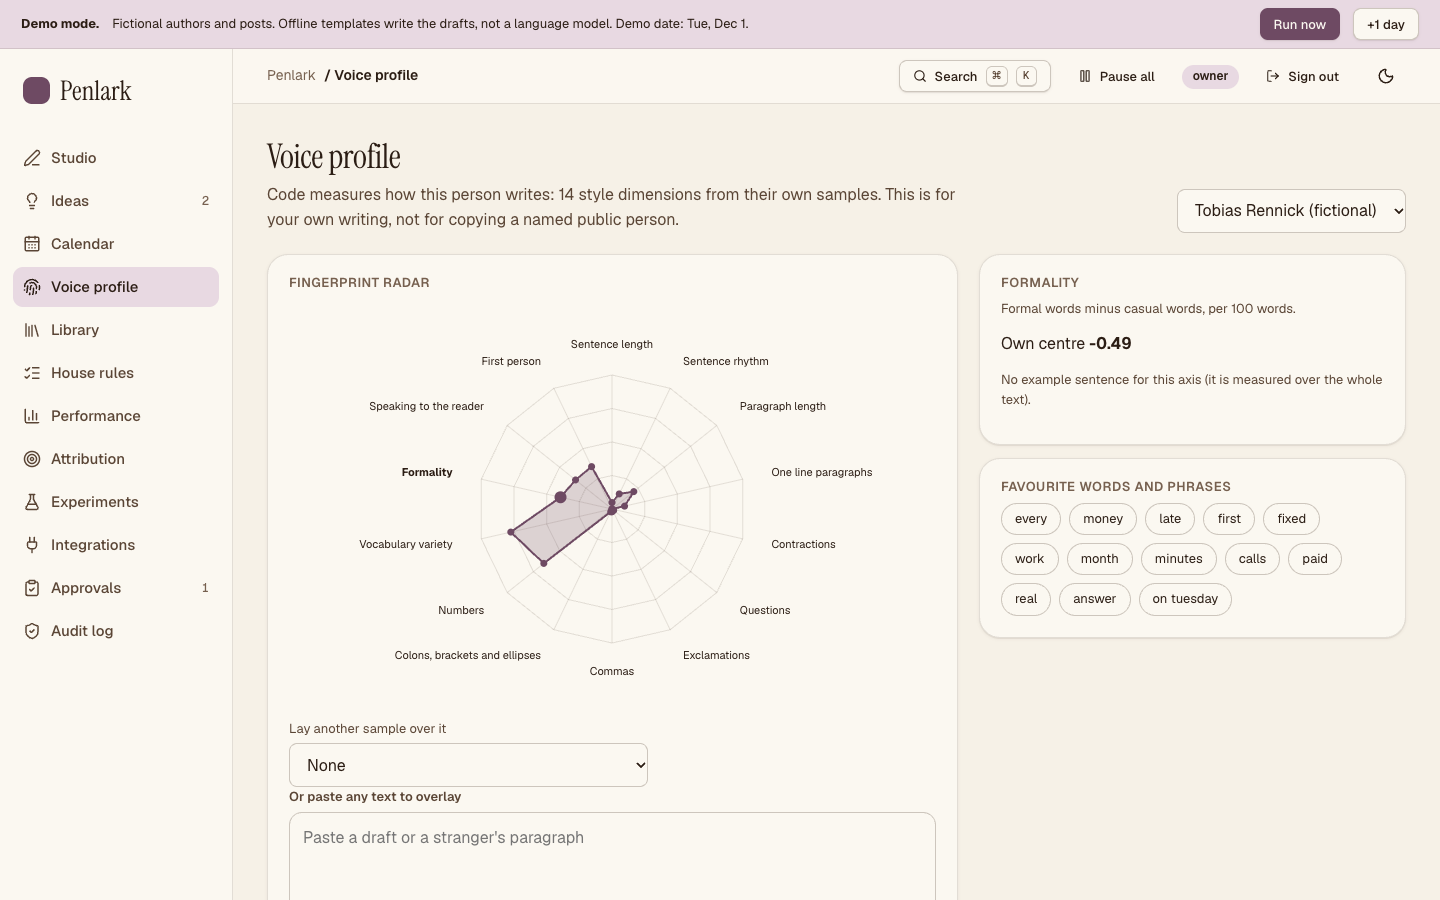 Demo mode. Fictional authors and posts. Offline templates write the drafts, not a language model. Demo date: Tue, Dec 1.
Run now
+1 day
Penlark
Studio
Ideas 2
Calendar
Voice profile
Library
House rules
Performance
Attribution
Experiments
Integrations
Approvals 1
Audit log
Penlark / Voice profile
Search ⌘ K
Pause all
owner
Sign out
Voice profile
Code measures how this person writes: 14 style dimensions from their own samples. This is for
your own writing, not for copying a named public person.
Tobias Rennick (fictional)
FINGERPRINT RADAR
Sentence length
First person
Sentence rhythm
Speaking to the reader
Paragraph length
Formality
One line paragraphs
Vocabulary variety
Contractions
Numbers
Questions
Colons, brackets and ellipses
Exclamations
Commas
Lay another sample over it
None
Or paste any text to overlay
Paste a draft or a stranger's paragraph
FORMALITY
Formal words minus casual words, per 100 words.
Own centre -0.49
No example sentence for this axis (it is measured over the whole
text).
FAVOURITE WORDS AND PHRASES
every money late first fixed
work month minutes calls paid
real answer on tuesday